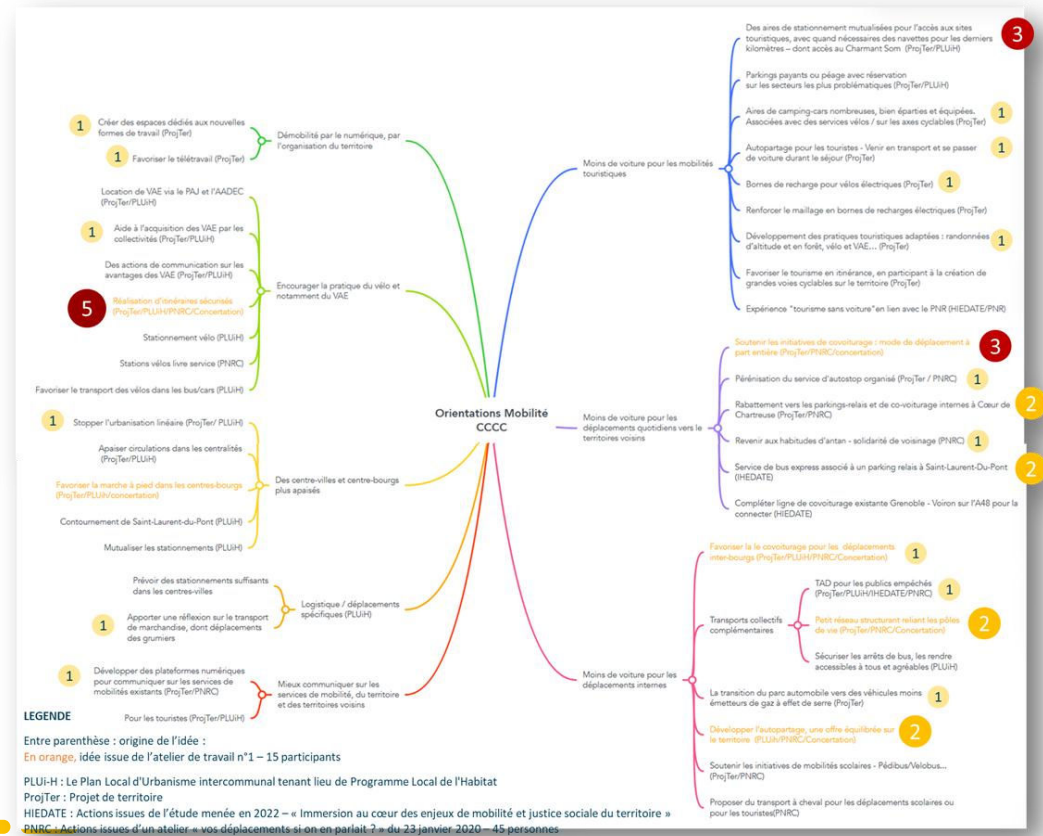 1
Créer des espaces dédiés aux nouvelles
formes de travail (ProjTer)
1
Favoriser le télétravail (ProjTer)
Démobilité par le numérique, par
l'organisation du territoire
Location de VAE via le PAJ et l'AADEC
(ProjTer/PLUiH)
1
Aide à l'acquisition des VAE par les
collectivités (ProjTer/PLUiH)
Des actions de communication sur les
avantages des VAE (ProjTer/PLUiH)
5
Réalisation d'itinéraires sécurisés
(ProjTer/PLUiH/PNRC/Concertation)
Stationnement vélo (PLUiH)
Stations vélos livre service (PNRC)
Favoriser le transport des vélos dans les bus/cars (PLUiH)
Encourager la pratique du vélo et
notamment du VAE
1
Stopper l'urbanisation linéaire (ProjTer/ PLUiH)
Apaiser circulations dans les centralités
(ProjTer/PLUiH)
Favoriser la marche à pied dans les centres-bourgs
(ProjTer/PLUih/concertation)
Contournement de Saint-Laurent-du-Pont (PLUiH)
Mutualiser les stationnements (PLUiH)
Des centre-villes et centre-bourgs
plus apaisés
Prévoir des stationnements suffisants
dans les centres-villes
1
Apporter une réflexion sur le transport
de marchandise, dont déplacements
des grumiers
Logistique / déplacements
spécifiques (PLUiH)
1
Développer des plateformes numériques
pour communiquer sur les services de
mobilités existants (ProjTer/PNRC)
Pour les touristes (ProjTer/PLUiH)
Mieux communiquer sur les
services de mobilité, du territoire
et des territoires voisins
Orientations Mobilité
CCCC
Moins de voiture pour les mobilités
touristiques
Des aires de stationnement mutualisées pour l'accès aux sites
touristiques, avec quand nécessaires des navettes pour les derniers
kilomètres – dont accès au Charmant Som (ProjTer/PLUiH)
3
Parkings payants ou péage avec réservation
sur les secteurs les plus problématiques (ProjTer/PLUiH)
Aires de camping-cars nombreuses, bien éparties et équipées.
Associées avec des services vélos / sur les axes cyclables (ProjTer)
1
Autopartage pour les touristes - Venir en transport et se passer
de voiture durant le séjour (ProjTer)
1
Bornes de recharge pour vélos électriques (ProjTer)
1
Renforcer le maillage en bornes de recharges électriques (ProjTer)
Développement des pratiques touristiques adaptées : randonnées
d'altitude et en forêt, vélo et VAE... (ProjTer)
1
Favoriser le tourisme en itinérance, en participant à la création de
grandes voies cyclables sur le territoire (ProjTer)
Expérience "tourisme sans voiture"en lien avec le PNR (HIEDATE/PNR)
Moins de voiture pour les
déplacements quotidiens vers le
territoires voisins
Soutenir les initiatives de covoiturage : mode de déplacement à
part entière (ProjTer/PNRC/concertation)
3
Pérénisation du service d'autostop organisé (ProjTer / PNRC)
1
Rabattement vers les parkings-relais et de co-voiturage internes à Cœur de
Chartreuse (ProjTer/PNRC)
2
Revenir aux habitudes d'antan - solidarité de voisinage (PNRC)
1
Service de bus express associé à un parking relais à Saint-Laurent-Du-Pont
(IHEDATE)
2
Compléter ligne de covoiturage existante Grenoble - Voiron sur l'A48 pour la
connecter (HIEDATE)
Moins de voiture pour les
déplacements internes
Favoriser la le covoiturage pour les déplacements
inter-bourgs (ProjTer/PLUiH/PNRC/Concertation)
1
Transports collectifs
complémentaires
TAD pour les publics empéchés
(ProjTer/PLUiH/IHEDATE/PNRC)
1
Petit réseau structurant reliant les pôles
de vie (ProjTer/PNRC/Concertation)
2
Sécuriser les arrêts de bus, les rendre
accessibles à tous et agréables (PLUiH)
La transition du parc automobile vers des véhicules moins
émetteurs de gaz à effet de serre (ProjTer)
1
Développer l'autopartage, une offre équilibrée sur
le territoire (PLUih/PNRC/Concertation)
2
Soutenir les initiatives de mobilités scolaires - Pédibus/Velobus...
(ProjTer/PNRC)
Proposer du transport à cheval pour les déplacements scolaires ou
pour les touristes(PNRC)
LEGENDE
Entre parenthèse : origine de l'idée :
En orange, idée issue de l'atelier de travail n°1 – 15 participants
PLUi-H : Le Plan Local d'Urbanisme intercommunal tenant lieu de Programme Local de l'Habitat
ProjTer : Projet de territoire
HIEDATE : Actions issues de l'étude menée en 2022 – « Immersion au cœur des enjeux de mobilité et justice sociale du territoire »
PNRC : Actions issues d'un atelier « vos déplacements si on en parlait ? » du 23 janvier 2020 – 45 personnes